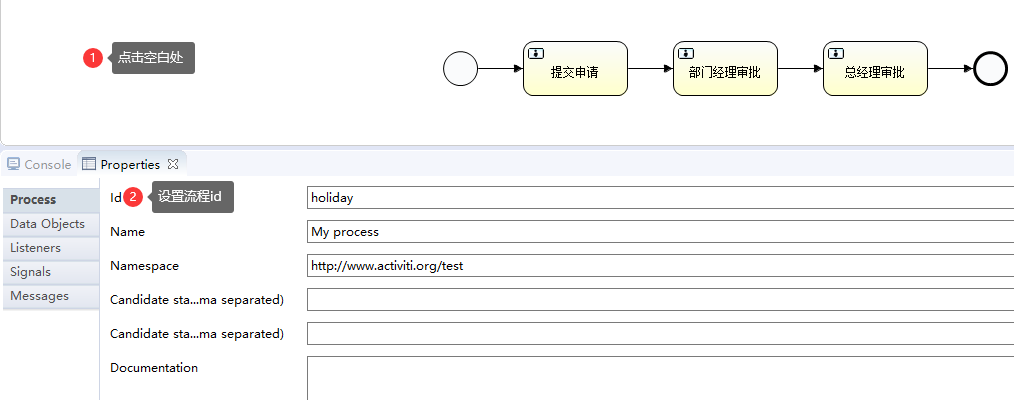 1 点击空白处
提交申请
部门经理审批
总经理审批
Console
Properties
Process
Data Objects
Listeners
Signals
Messages
Id 2 设置流程id
holiday
Name
My process
Namespace
http://www.activiti.org/test
Candidate sta...ma separated)
Candidate sta...ma separated)
Documentation